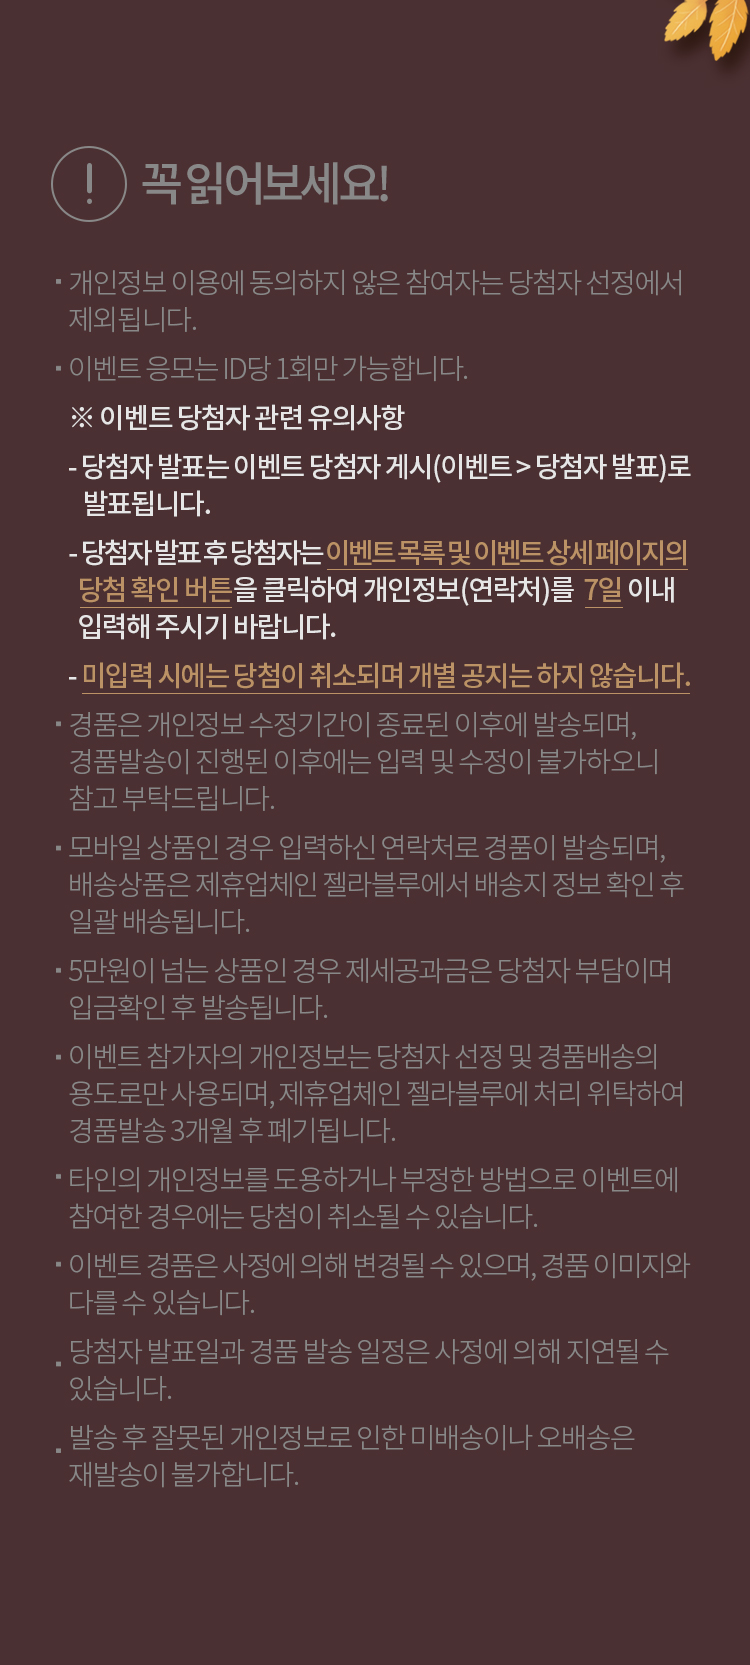 꼭 읽어보세요!
· 개인정보 이용에 동의하지 않은 참여자는 당첨자 선정에서
제외됩니다.
· 이벤트 응모는 ID당 1회만 가능합니다.
※ 이벤트 당첨자 관련 유의사항
- 당첨자 발표는 이벤트 당첨자 게시(이벤트 > 당첨자 발표)로
발표됩니다.
- 당첨자 발표 후 당첨자는 이벤트 목록 및 이벤트 상세 페이지의
당첨 확인 버튼을 클릭하여 개인정보(연락처)를 7일 이내
입력해 주시기 바랍니다.
- 미입력 시에는 당첨이 취소되며 개별 공지는 하지 않습니다.
· 경품은 개인정보 수정기간이 종료된 이후에 발송되며,
경품발송이 진행된 이후에는 입력 및 수정이 불가하오니
참고 부탁드립니다.
· 모바일 상품인 경우 입력하신 연락처로 경품이 발송되며,
배송상품은 제휴업체인 젤라블루에서 배송지 정보 확인 후
일괄 배송됩니다.
· 5만원이 넘는 상품인 경우 제세공과금은 당첨자 부담이며
입금확인 후 발송됩니다.
· 이벤트 참가자의 개인정보는 당첨자 선정 및 경품배송의
용도로만 사용되며, 제휴업체인 젤라블루에 처리 위탁하여
경품발송 3개월 후 폐기됩니다.
· 타인의 개인정보를 도용하거나 부정한 방법으로 이벤트에
참여한 경우에는 당첨이 취소될 수 있습니다.
· 이벤트 경품은 사정에 의해 변경될 수 있으며, 경품 이미지와
다를 수 있습니다.
· 당첨자 발표일과 경품 발송 일정은 사정에 의해 지연될 수
있습니다.
· 발송 후 잘못된 개인정보로 인한 미배송이나 오배송은
재발송이 불가합니다.